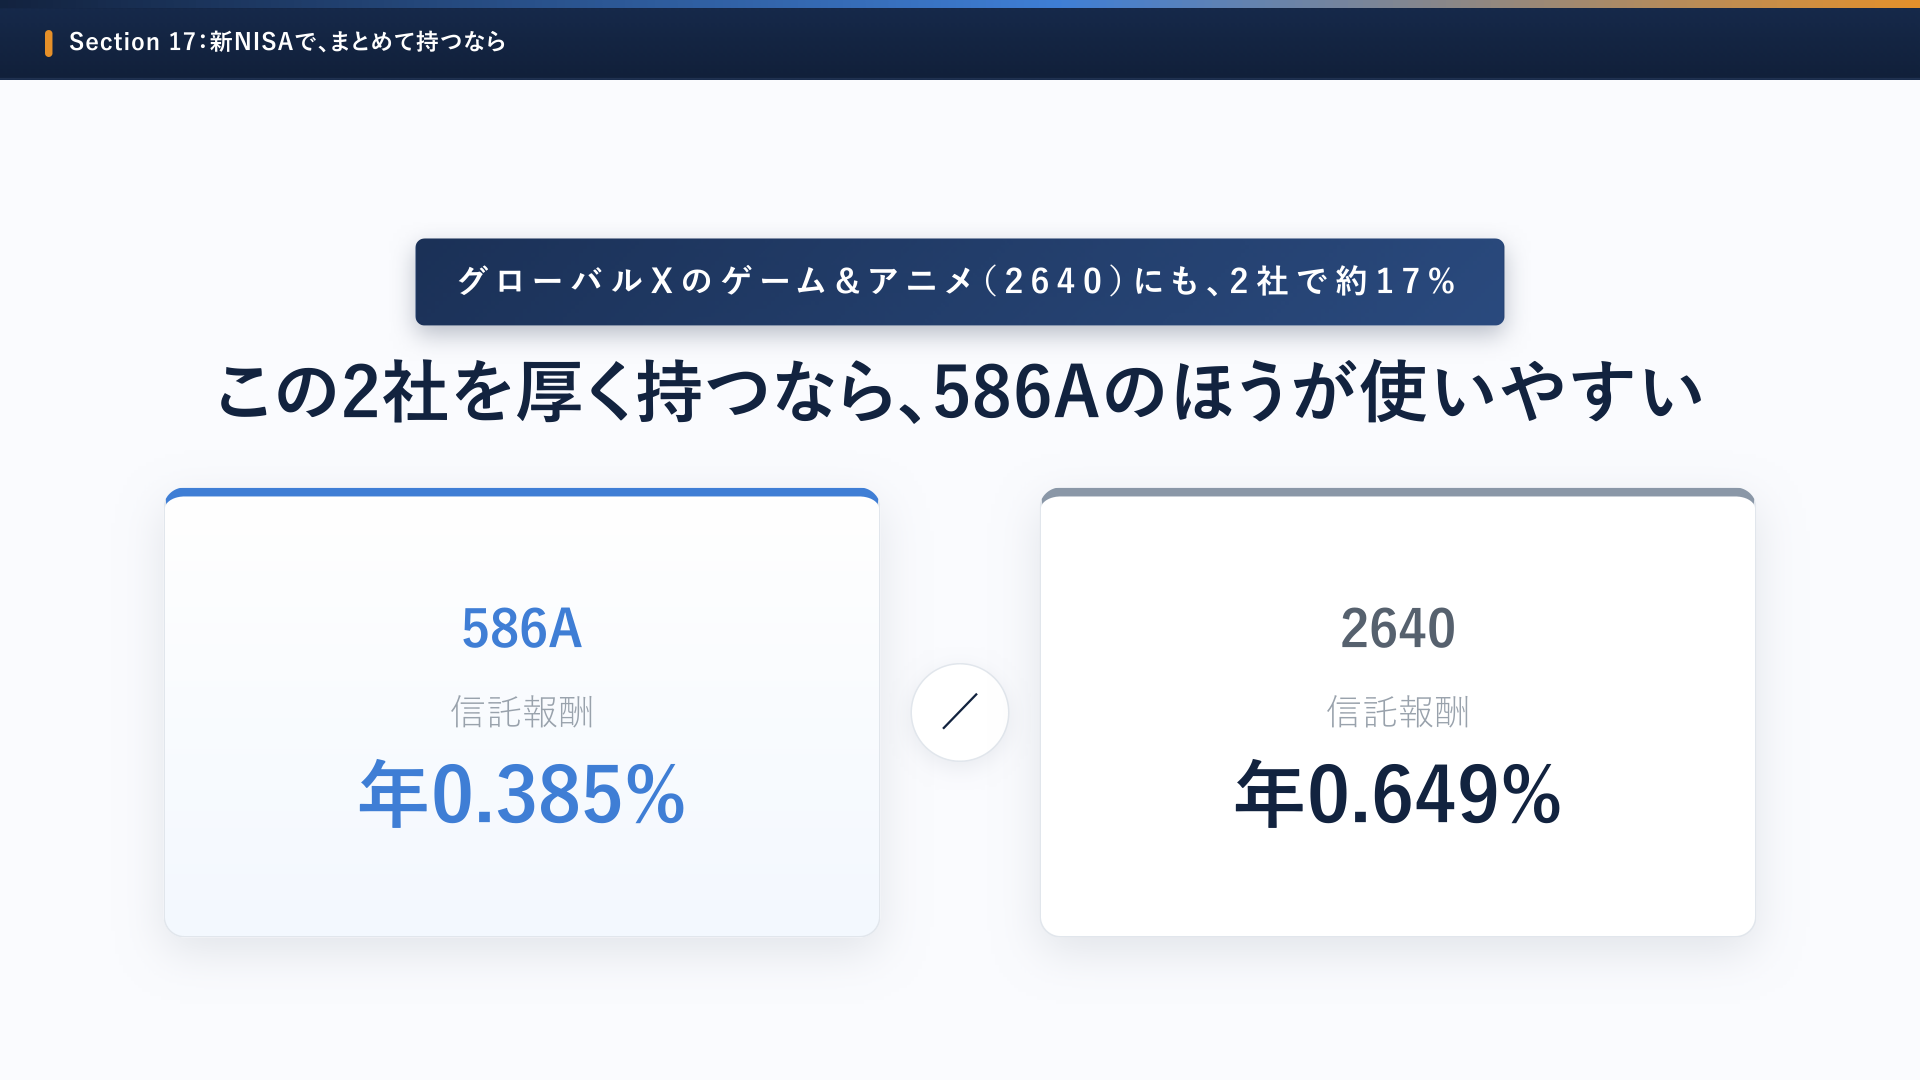 Section 17：新NISAで、まとめて持つなら
グローバルXのゲーム&アニメ（2640）にも、2社で約17%
この2社を厚く持つなら、586Aのほうが使いやすい
586A
信託報酬
年0.385%
／
2640
信託報酬
年0.649%